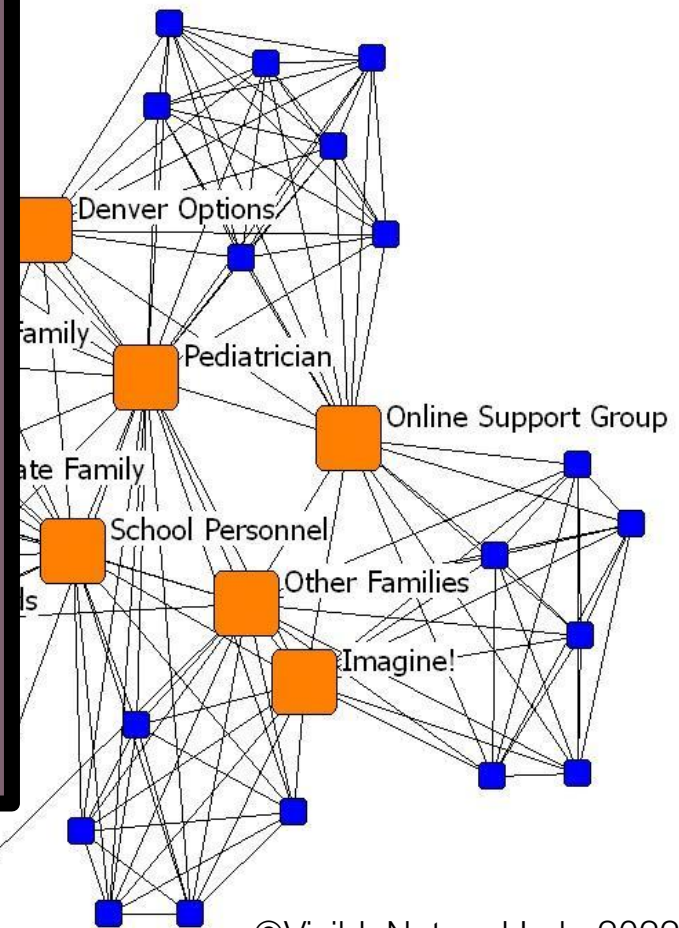 Denver Options
Family
Pediatrician
Online Support Group
ate Family
School Personnel
Other Families
ls
Imagine!